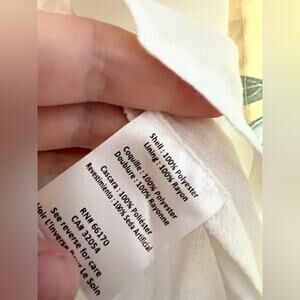 Shell : 100% Polyester
Lining : 100% Rayon
Coquille : 100% Polyester
Doublure : 100% Rayonne
Cascara : 100% Poliéster
Revestimiento : 100% Seda Artificial
RN# 66170
CA# 32054
See reverse for care
Voir L'inverse Pour Le Soin